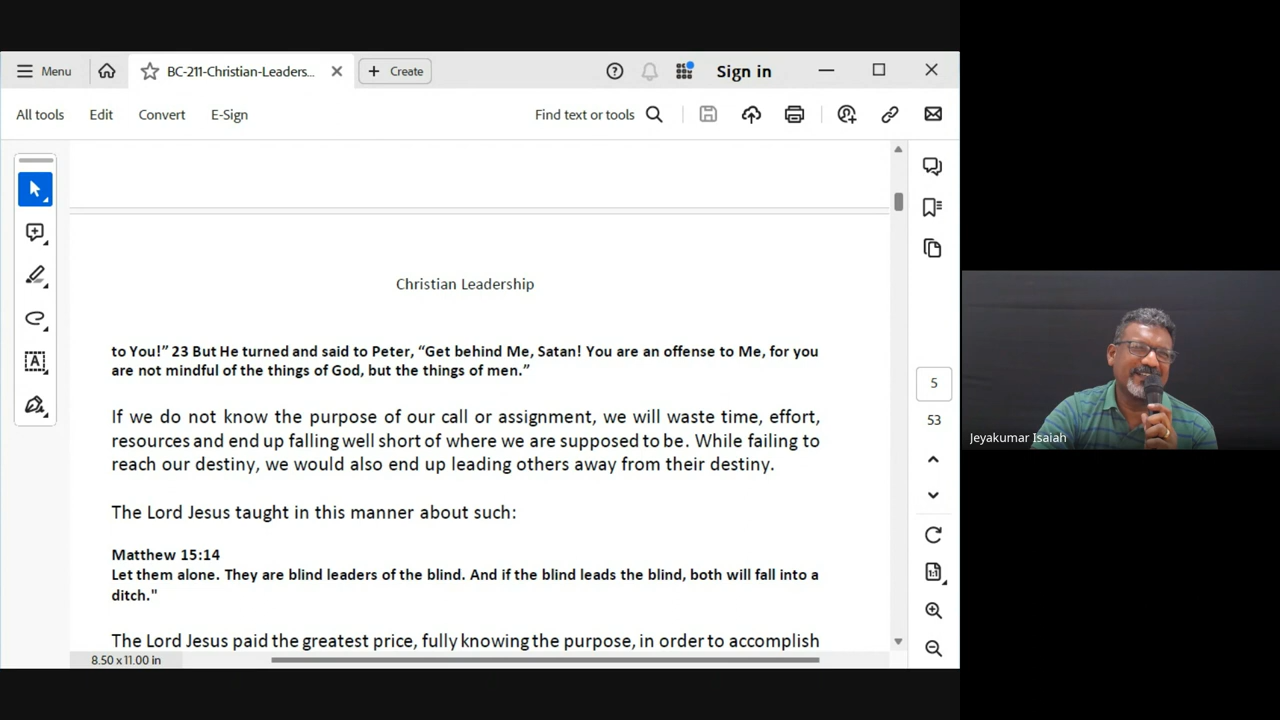 Menu
BC-211-Christian-Leaders...
Create
Sign in
All tools
Edit
Convert
E-Sign
Find text or tools
Christian Leadership
to You!” 23 But He turned and said to Peter, “Get behind Me, Satan! You are an offense to Me, for you
are not mindful of the things of God, but the things of men.”
If we do not know the purpose of our call or assignment, we will waste time, effort,
resources and end up falling well short of where we are supposed to be. While failing to
reach our destiny, we would also end up leading others away from their destiny.
The Lord Jesus taught in this manner about such:
Matthew 15:14
Let them alone. They are blind leaders of the blind. And if the blind leads the blind, both will fall into a
ditch."
The Lord Jesus paid the greatest price, fully knowing the purpose, in order to accomplish
8.50 x 11.00 in
5
53
1:1
Jeyakumar Isaiah